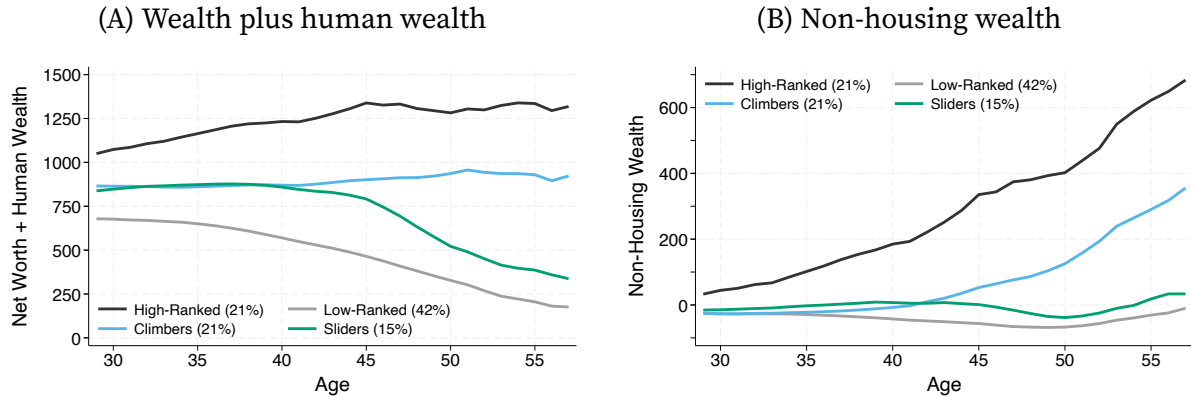 (A) Wealth plus human wealth
Net Worth + Human Wealth
1500
1250
1000
750
500
250
0
High-Ranked (21%)
Low-Ranked (42%)
Climbers (21%)
Sliders (15%)
30
35
40
45
50
55
Age
(B) Non-housing wealth
Non-Housing Wealth
High-Ranked (21%)
Low-Ranked (42%)
Climbers (21%)
Sliders (15%)
600
400
200
0
30
35
40
45
50
55
Age